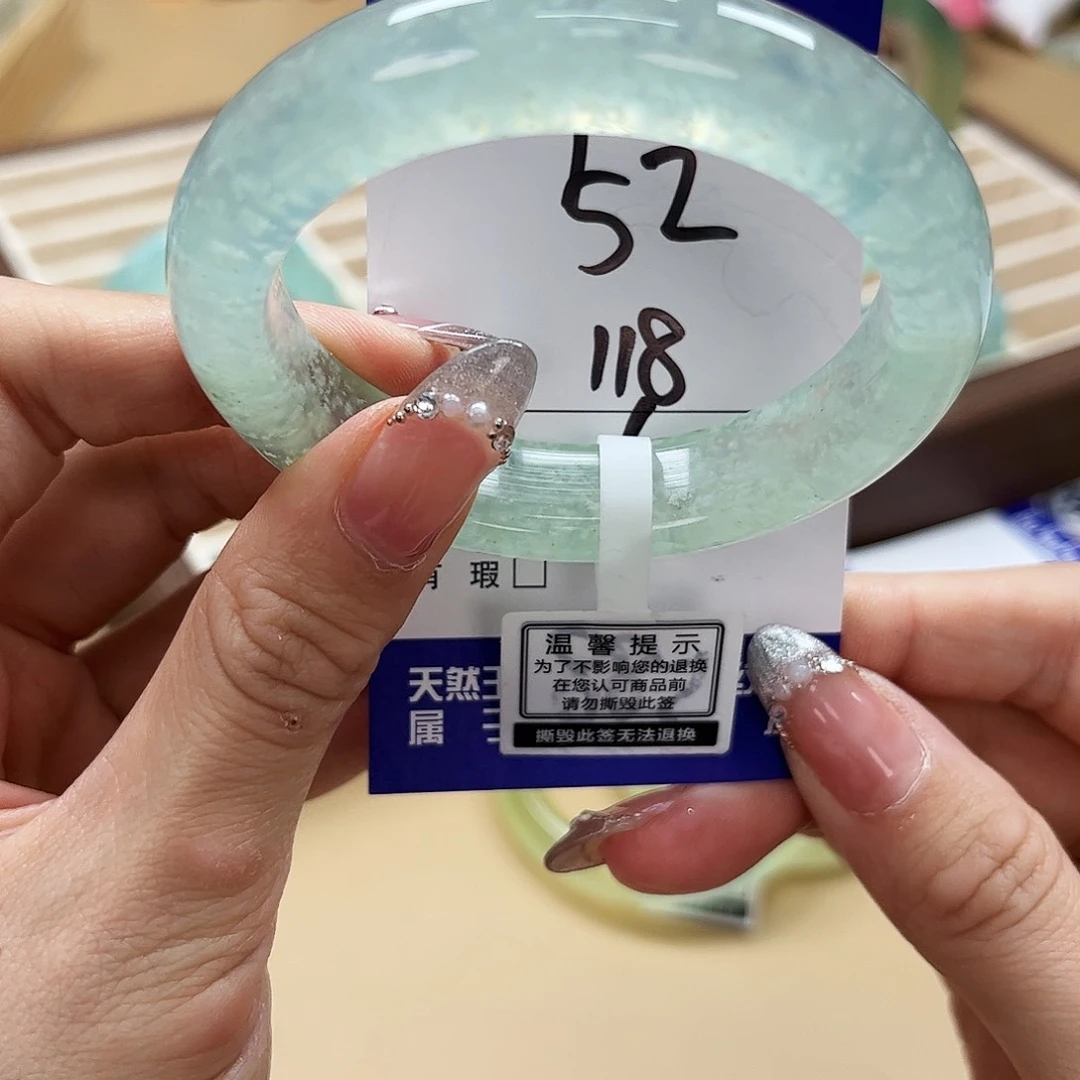 52
118
瑕□
温馨提示
为了不影响您的退换
在您认可商品前
请勿撕毁此签
撕毁此签无法退换
天然
属